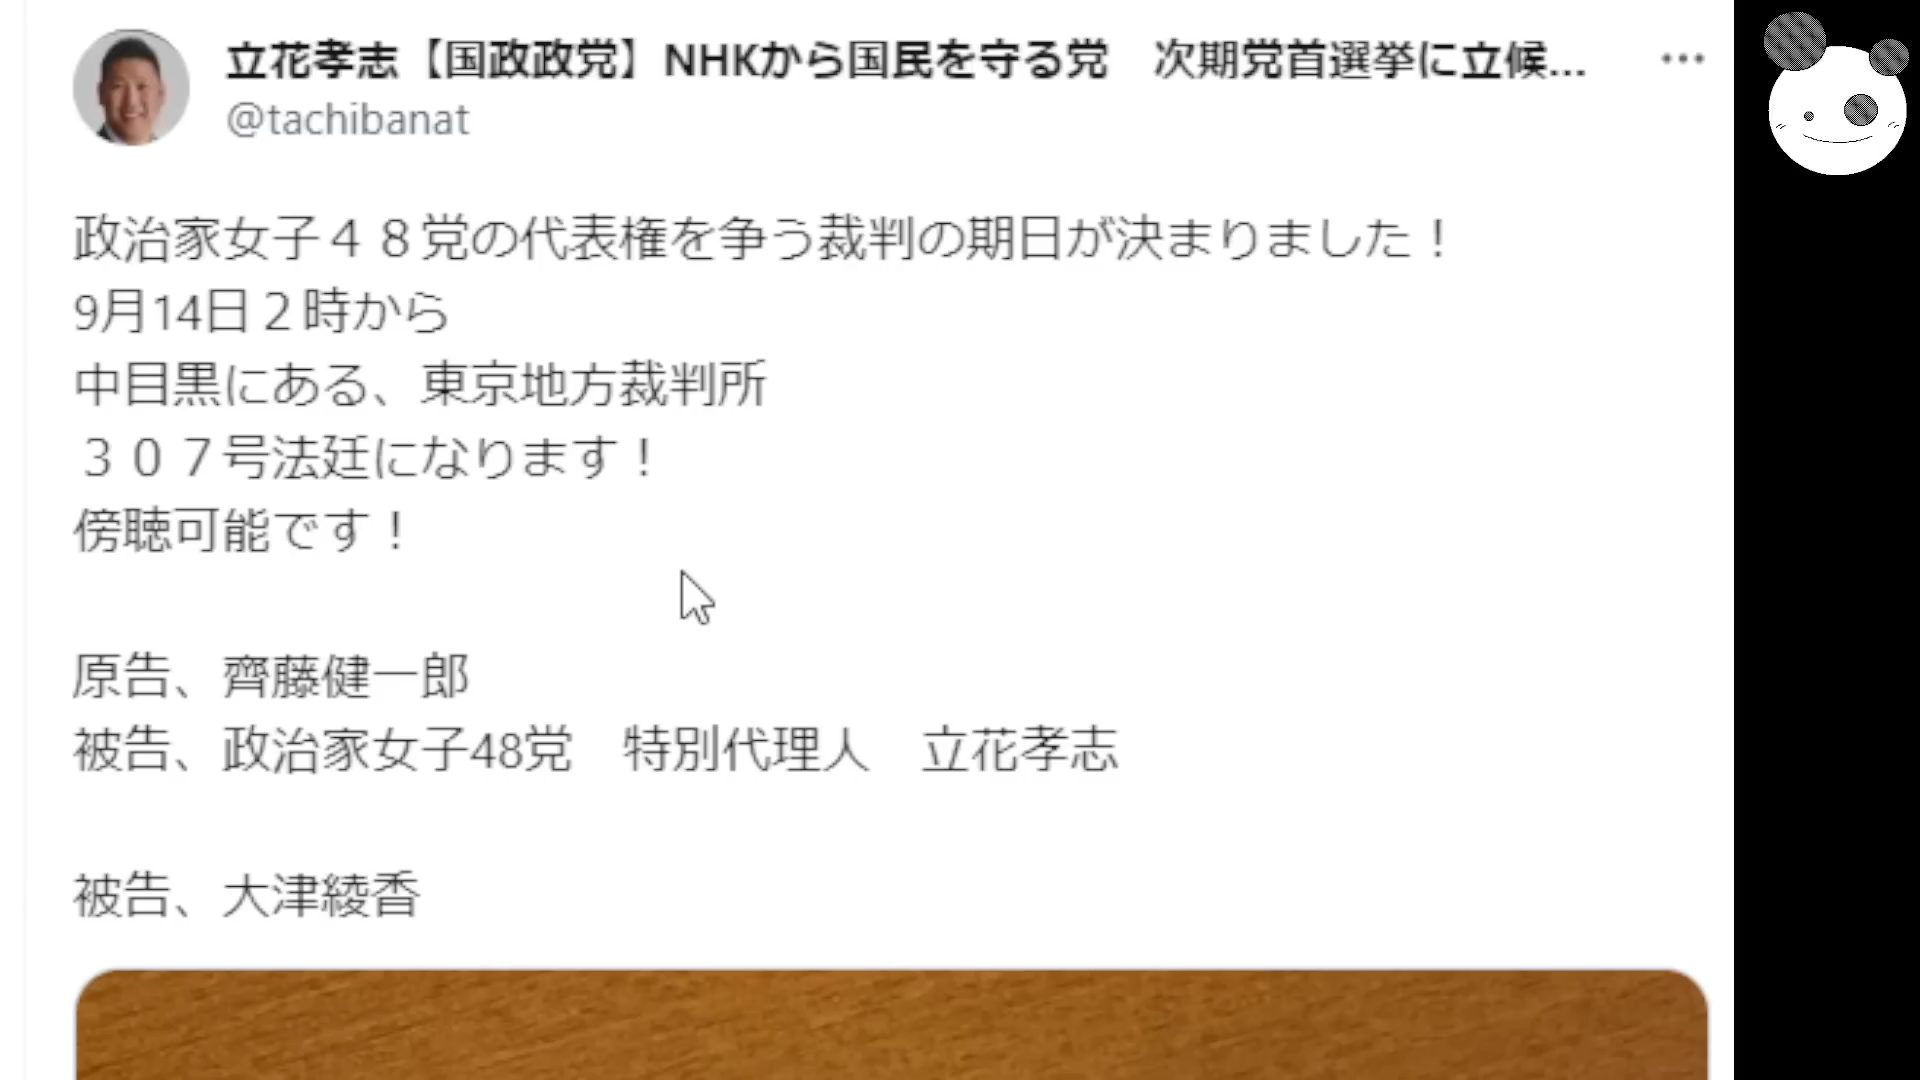 立花孝志【国政政党】NHKから国民を守る党　次期党首選挙に立候...
@tachibanat
政治家女子４８党の代表権を争う裁判の期日が決まりました！
9月14日２時から
中目黒にある、東京地方裁判所
３０７号法廷になります！
傍聴可能です！
原告、齊藤健一郎
被告、政治家女子48党　特別代理人　立花孝志
被告、大津綾香